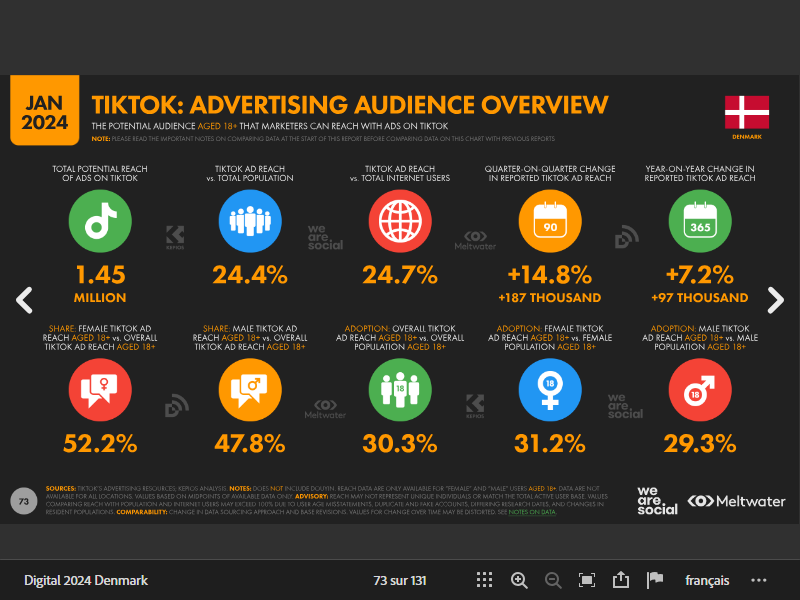 JAN
2024
TIKTOK: ADVERTISING AUDIENCE OVERVIEW
THE POTENTIAL AUDIENCE AGED 18+ THAT MARKETERS CAN REACH WITH ADS ON TIKTOK
NOTE: PLEASE READ THE IMPORTANT NOTES ON COMPARING DATA AT THE START OF THIS REPORT BEFORE COMPARING DATA ON THIS CHART WITH PREVIOUS REPORTS
DENMARK
TOTAL POTENTIAL REACH
OF ADS ON TIKTOK
1.45
MILLION
TIKTOK AD REACH
vs. TOTAL POPULATION
24.4%
TIKTOK AD REACH
vs. TOTAL INTERNET USERS
24.7%
QUARTER-ON-QUARTER CHANGE
IN REPORTED TIKTOK AD REACH
90
+14.8%
+187 THOUSAND
YEAR-ON-YEAR CHANGE IN
REPORTED TIKTOK AD REACH
365
+7.2%
+97 THOUSAND
KEPIOS
we
are.
social
Meltwater
SHARE: FEMALE TIKTOK AD
REACH AGED 18+ vs. OVERALL
TIKTOK AD REACH AGED 18+
52.2%
SHARE: MALE TIKTOK AD
REACH AGED 18+ vs. OVERALL
TIKTOK AD REACH AGED 18+
47.8%
ADOPTION: OVERALL TIKTOK
AD REACH AGED 18+ vs. OVERALL
POPULATION AGED 18+
18
30.3%
ADOPTION: FEMALE TIKTOK
AD REACH AGED 18+ vs. FEMALE
POPULATION AGED 18+
18
31.2%
ADOPTION: MALE TIKTOK
AD REACH AGED 18+ vs. MALE
POPULATION AGED 18+
18
29.3%
Meltwater
KEPIOS
we
are.
social
73
SOURCES: TIKTOK'S ADVERTISING RESOURCES; KEPIOS ANALYSIS. NOTES: DOES NOT INCLUDE DOUYIN. REACH DATA ARE ONLY AVAILABLE FOR "FEMALE" AND "MALE" USERS AGED 18+. DATA ARE NOT
AVAILABLE FOR ALL LOCATIONS. VALUES BASED ON MIDPOINTS OF AVAILABLE DATA ONLY. ADVISORY: REACH MAY NOT REPRESENT UNIQUE INDIVIDUALS OR MATCH THE TOTAL ACTIVE USER BASE. VALUES
COMPARING REACH WITH POPULATION AND INTERNET USERS MAY EXCEED 100% DUE TO USER AGE MISSTATEMENTS, DUPLICATE AND FAKE ACCOUNTS, DIFFERING RESEARCH DATES, AND CHANGES IN
RESIDENT POPULATIONS. COMPARABILITY: CHANGE IN DATA SOURCING APPROACH AND BASE REVISIONS. VALUES FOR CHANGE OVER TIME MAY BE DISTORTED. SEE NOTES ON DATA.
we
are.
social
Meltwater
Digital 2024 Denmark
73 sur 131
français